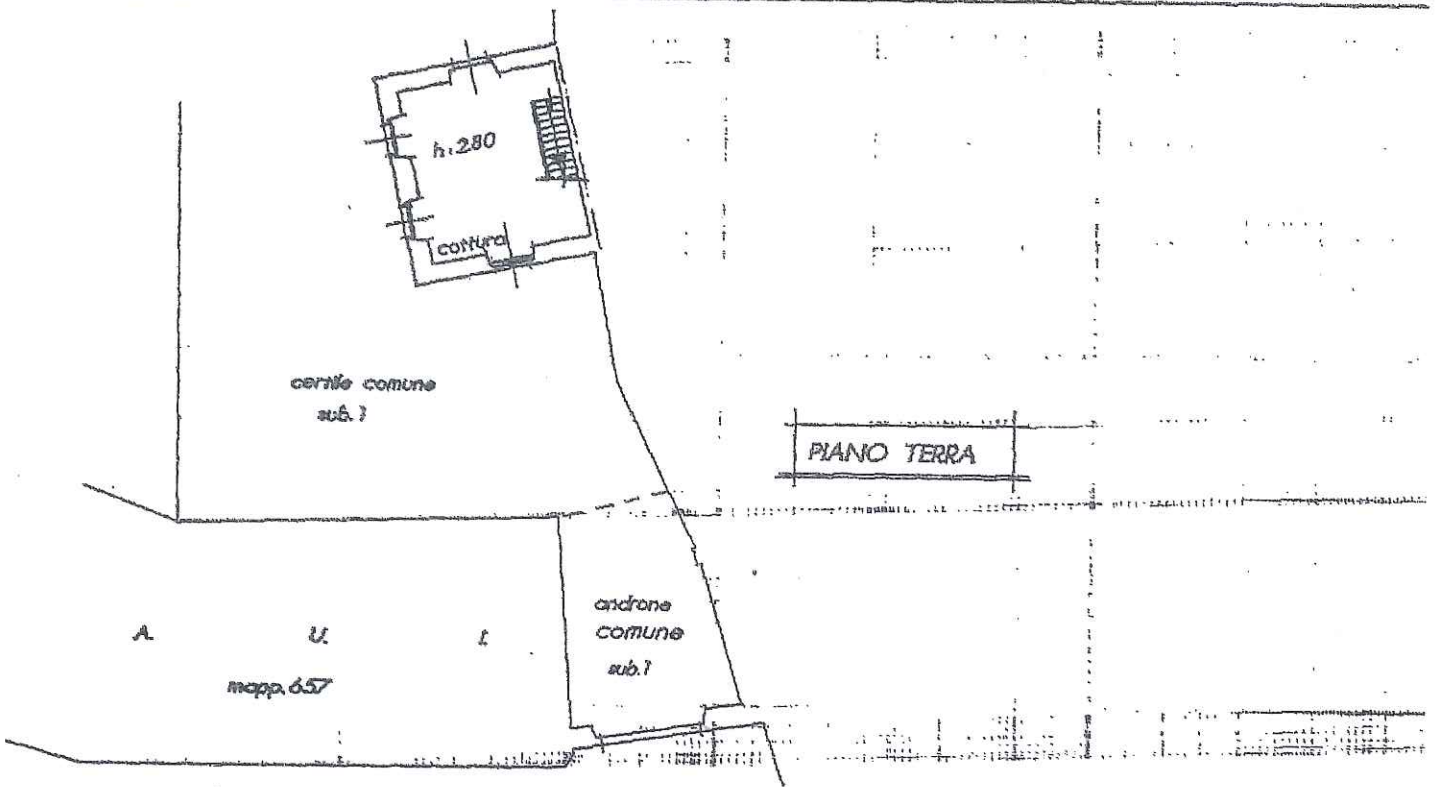 h. 280
cottura
cortile comune
sub. 1
PIANO TERRA
androne
comune
sub. 1
A. U. I.
mapp. 657